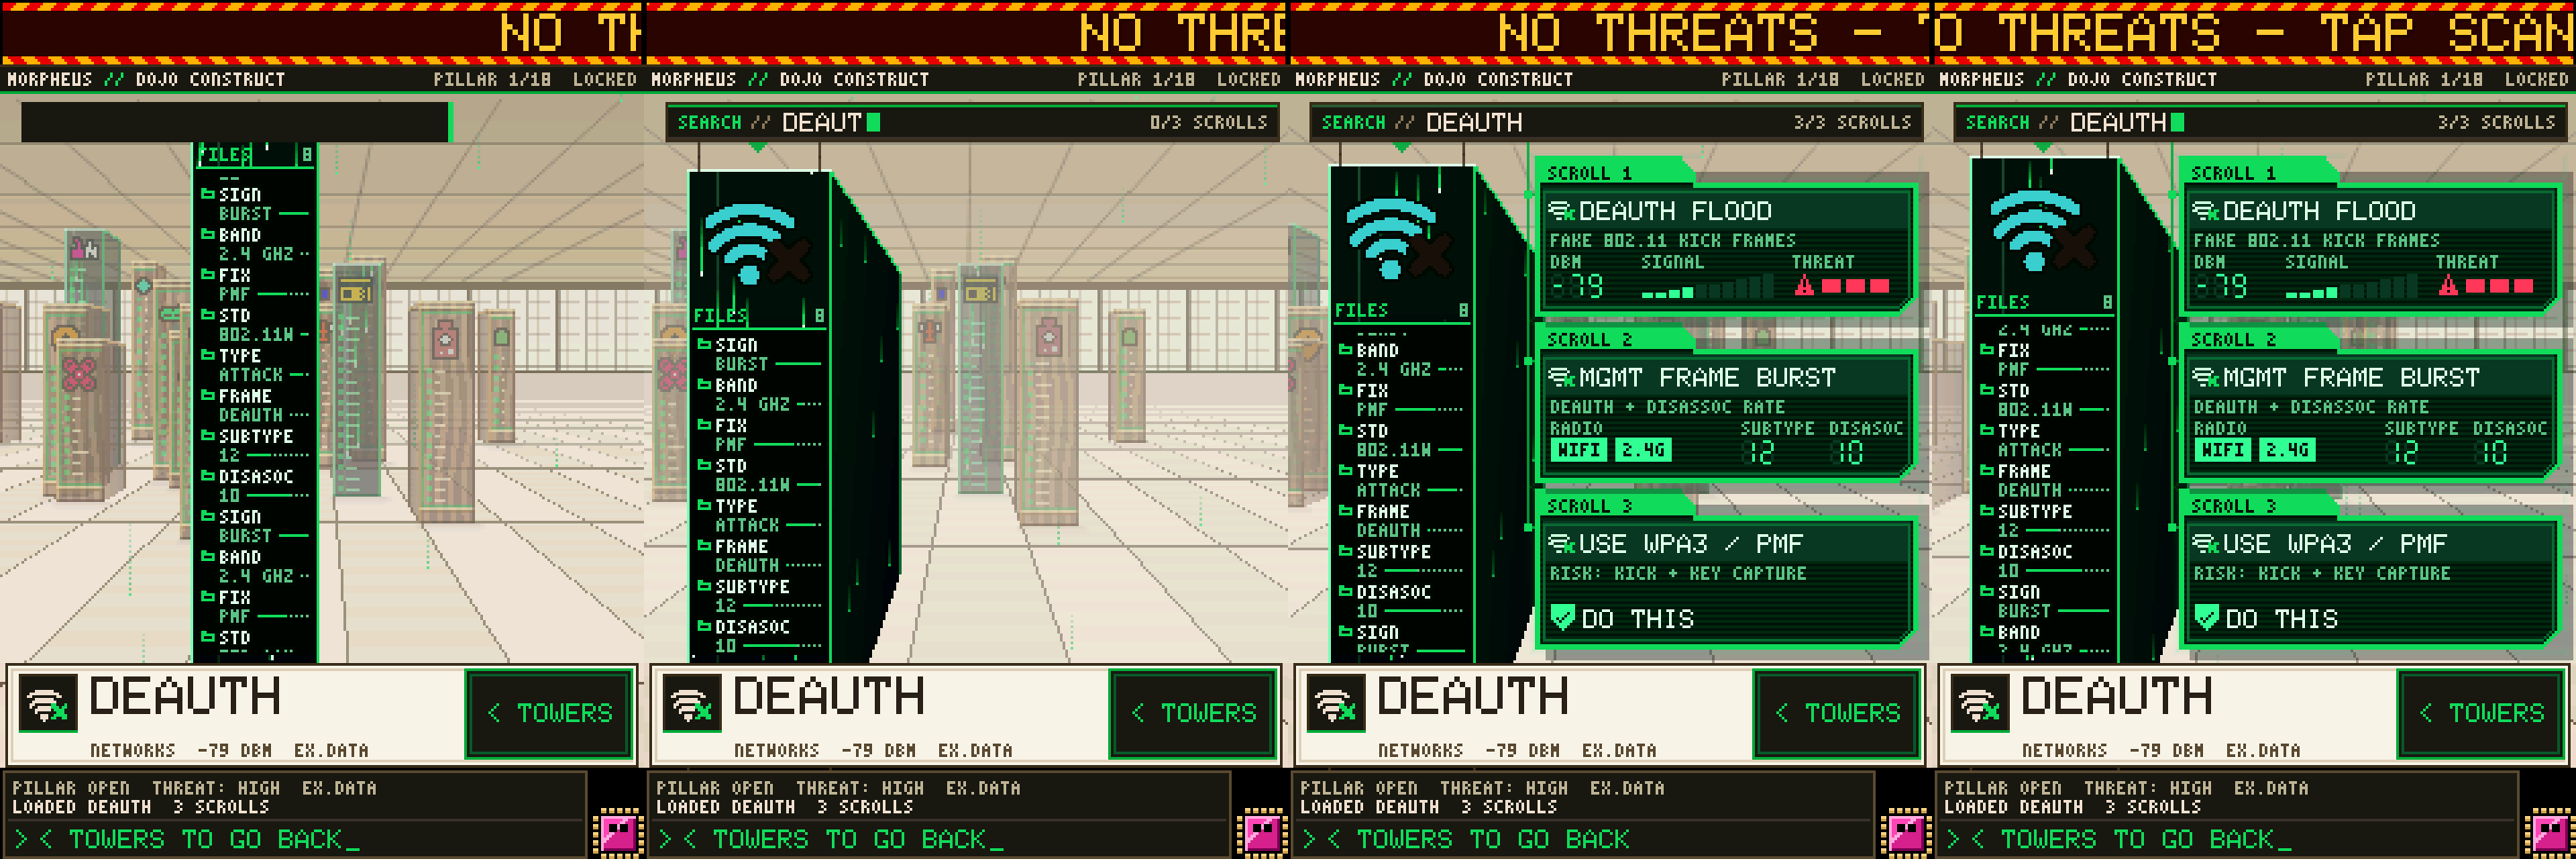 NO TH
MORPHEUS // DOJO CONSTRUCT PILLAR 1/18 LOCKED
FILES 8
SIGN
BURST
BAND
2.4 GHZ
FIX
PMF
STD
802.11W
TYPE
ATTACK
FRAME
DEAUTH
SUBTYPE
12
DISASOC
10
SIGN
BURST
BAND
2.4 GHZ
FIX
PMF
STD
DEAUTH
NETWORKS -79 DBM EX.DATA
< TOWERS
PILLAR OPEN THREAT: HIGH EX.DATA
LOADED DEAUTH 3 SCROLLS
> < TOWERS TO GO BACK_
NO THRE
MORPHEUS // DOJO CONSTRUCT PILLAR 1/18 LOCKED
SEARCH // DEAUT 0/3 SCROLLS
FILES 8
SIGN
BURST
BAND
2.4 GHZ
FIX
PMF
STD
802.11W
TYPE
ATTACK
FRAME
DEAUTH
SUBTYPE
12
DISASOC
10
DEAUTH
NETWORKS -79 DBM EX.DATA
< TOWERS
PILLAR OPEN THREAT: HIGH EX.DATA
LOADED DEAUTH 3 SCROLLS
> < TOWERS TO GO BACK_
NO THREATS - T
MORPHEUS // DOJO CONSTRUCT PILLAR 1/18 LOCKED
SEARCH // DEAUTH 3/3 SCROLLS
FILES 8
BAND
2.4 GHZ
FIX
PMF
STD
802.11W
TYPE
ATTACK
FRAME
DEAUTH
SUBTYPE
12
DISASOC
10
SIGN
BURST
SCROLL 1
DEAUTH FLOOD
FAKE 802.11 KICK FRAMES
DBM SIGNAL THREAT
-79
SCROLL 2
MGMT FRAME BURST
DEAUTH + DISASSOC RATE
RADIO SUBTYPE DISASOC
WIFI 2.4G 12 10
SCROLL 3
USE WPA3 / PMF
RISK: KICK + KEY CAPTURE
DO THIS
DEAUTH
NETWORKS -79 DBM EX.DATA
< TOWERS
PILLAR OPEN THREAT: HIGH EX.DATA
LOADED DEAUTH 3 SCROLLS
> < TOWERS TO GO BACK
O THREATS - TAP SCAN
MORPHEUS // DOJO CONSTRUCT PILLAR 1/18 LOCKED
SEARCH // DEAUTH 3/3 SCROLLS
FILES 8
2.4 GHZ
FIX
PMF
STD
802.11W
TYPE
ATTACK
FRAME
DEAUTH
SUBTYPE
12
DISASOC
10
SIGN
BURST
BAND
2.4 GHZ
SCROLL 1
DEAUTH FLOOD
FAKE 802.11 KICK FRAMES
DBM SIGNAL THREAT
-79
SCROLL 2
MGMT FRAME BURST
DEAUTH + DISASSOC RATE
RADIO SUBTYPE DISASOC
WIFI 2.4G 12 10
SCROLL 3
USE WPA3 / PMF
RISK: KICK + KEY CAPTURE
DO THIS
DEAUTH
NETWORKS -79 DBM EX.DATA
< TOWERS
PILLAR OPEN THREAT: HIGH EX.DATA
LOADED DEAUTH 3 SCROLLS
> < TOWERS TO GO BACK_